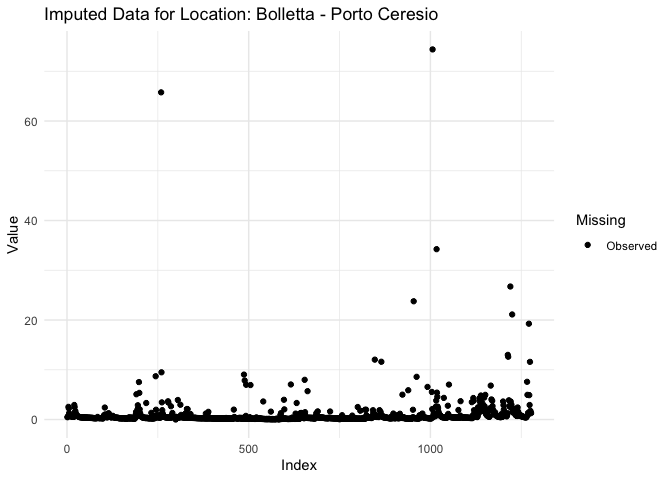 Imputed Data for Location: Bolletta - Porto Ceresio
Value
60
40
20
0
0
500
1000
Index
Missing
Observed